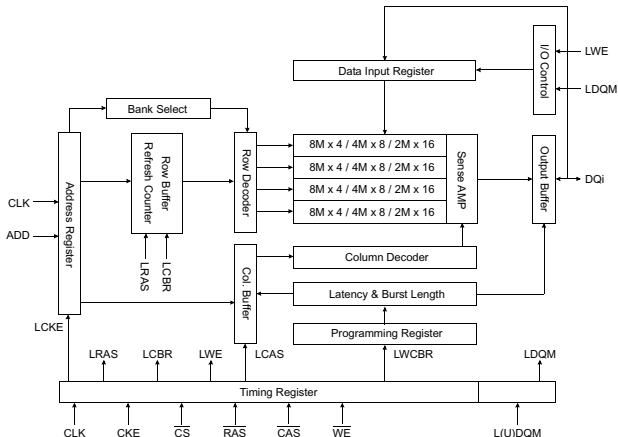 LWE
I/O Control
Data Input Register
LDQM
Bank Select
8M x 4 / 4M x 8 / 2M x 16
8M x 4 / 4M x 8 / 2M x 16
8M x 4 / 4M x 8 / 2M x 16
8M x 4 / 4M x 8 / 2M x 16
Sense AMP
Output Buffer
DQi
Row Decoder
Row Buffer
Refresh Counter
Address Register
CLK
ADD
LRAS
LCBR
Col. Buffer
Column Decoder
Latency & Burst Length
Programming Register
LCKE
LRAS
LCBR
LWE
LCAS
LWCBR
LDQM
Timing Register
CLK
CKE
CS
RAS
CAS
WE
L(U)DQM